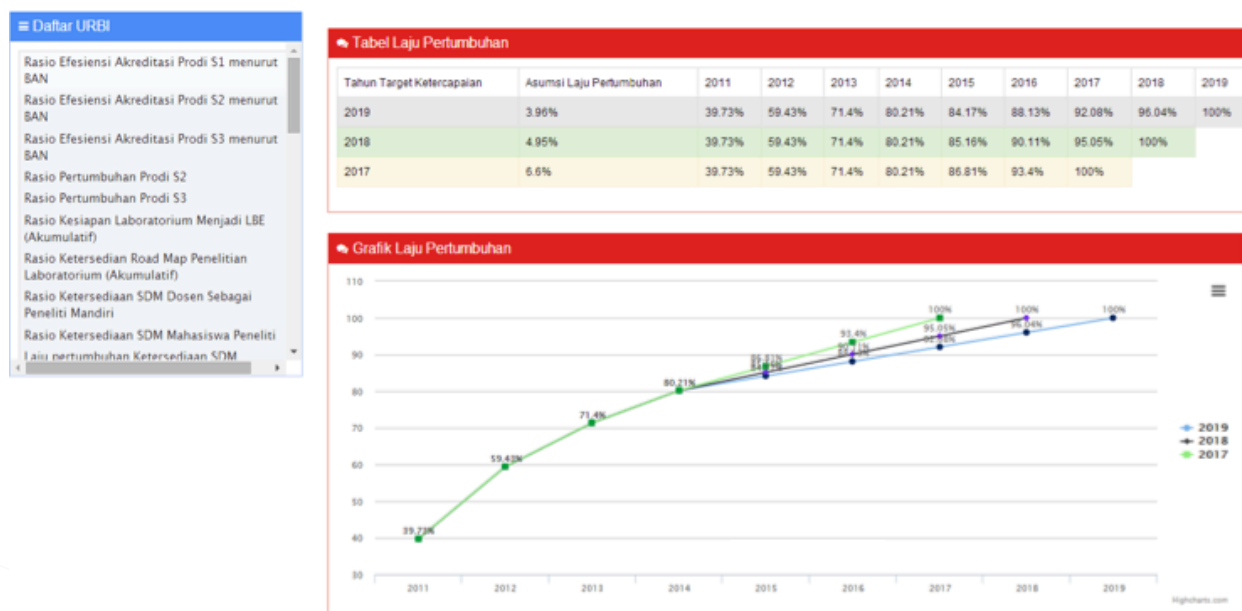 Daftar URBI
Rasio Efesiensi Akreditasi Prodi S1 menurut
BAN
Rasio Efesiensi Akreditasi Prodi S2 menurut
BAN
Rasio Efesiensi Akreditasi Prodi S3 menurut
BAN
Rasio Pertumbuhan Prodi S2
Rasio Pertumbuhan Prodi S3
Rasio Kesiapan Laboratorium Menjadi LBE
(Akumulatif)
Rasio Ketersedian Road Map Penelitian
Laboratorium (Akumulatif)
Rasio Ketersediaan SDM Dosen Sebagai
Peneliti Mandiri
Rasio Ketersediaan SDM Mahasiswa Peneliti
Laju pertumbuhan Ketersediaan SDM
Tabel Laju Pertumbuhan
Tahun Target Ketercapaian Asumsi Laju Pertumbuhan 2011 2012 2013 2014 2015 2016 2017 2018 2019
2019 3.96% 39.73% 59.43% 71.4% 80.21% 84.17% 88.13% 92.08% 96.04% 100%
2018 4.95% 39.73% 59.43% 71.4% 80.21% 85.16% 90.11% 95.05% 100%
2017 6.6% 39.73% 59.43% 71.4% 80.21% 86.81% 93.4% 100%
Grafik Laju Pertumbuhan
110
100
90
80
70
60
50
40
30
39.73%
59.43%
71.4%
80.21%
86.81%
93.4%
95.05%
96.04%
100%
100%
100%
2011 2012 2013 2014 2015 2016 2017 2018 2019
2019
2018
2017
Highcharts.com